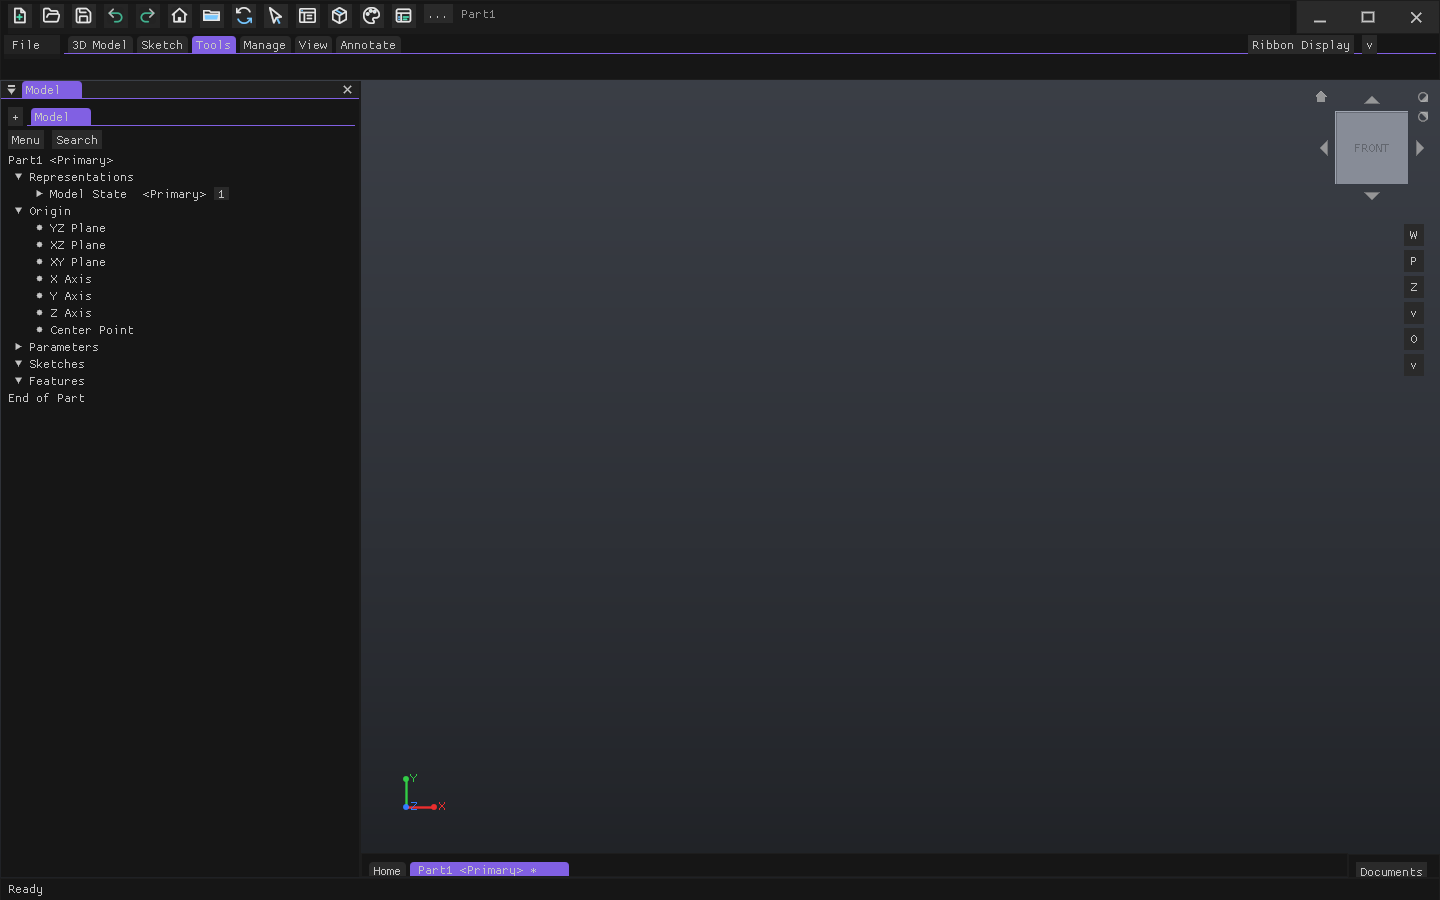 ... Part1
File 3D Model Sketch Tools Manage View Annotate Ribbon Display v
Model
+ Model
Menu Search
Part1 <Primary>
Representations
Model State <Primary> 1
Origin
YZ Plane
XZ Plane
XY Plane
X Axis
Y Axis
Z Axis
Center Point
Parameters
Sketches
Features
End of Part
FRONT
W
P
Z
v
O
v
Y
Z X
Home Part1 <Primary> * Documents
Ready